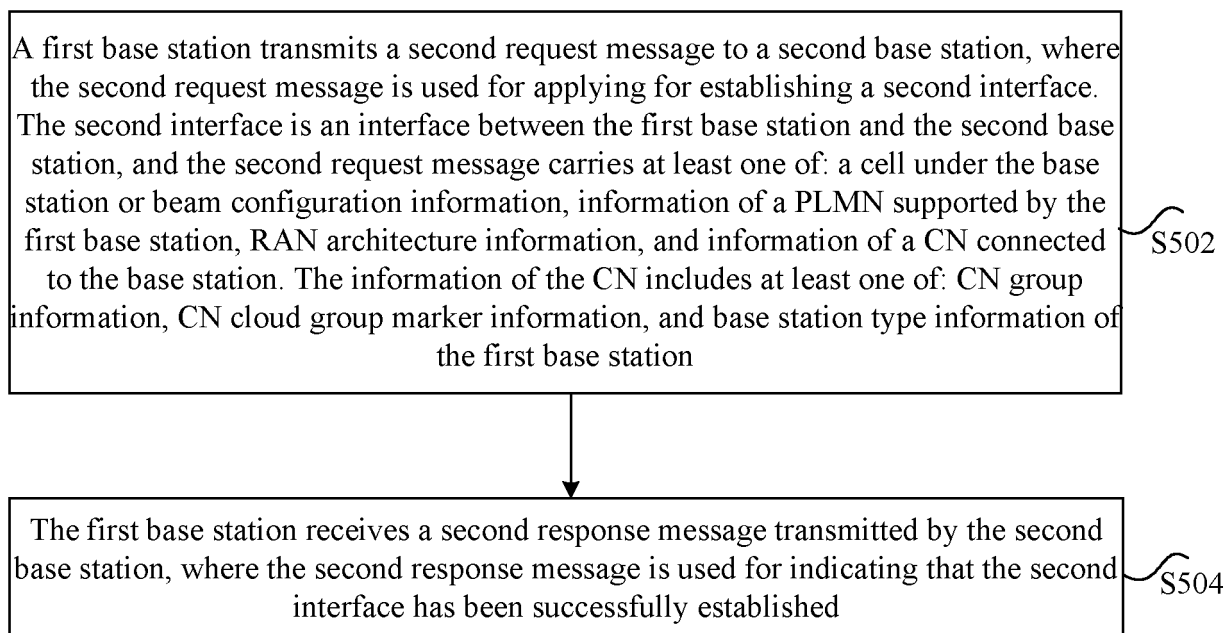 A first base station transmits a second request message to a second base station, where
the second request message is used for applying for establishing a second interface.
The second interface is an interface between the first base station and the second base
station, and the second request message carries at least one of: a cell under the base
station or beam configuration information, information of a PLMN supported by the
first base station, RAN architecture information, and information of a CN connected
to the base station. The information of the CN includes at least one of: CN group
information, CN cloud group marker information, and base station type information of
the first base station
S502
The first base station receives a second response message transmitted by the second
base station, where the second response message is used for indicating that the second
interface has been successfully established
S504